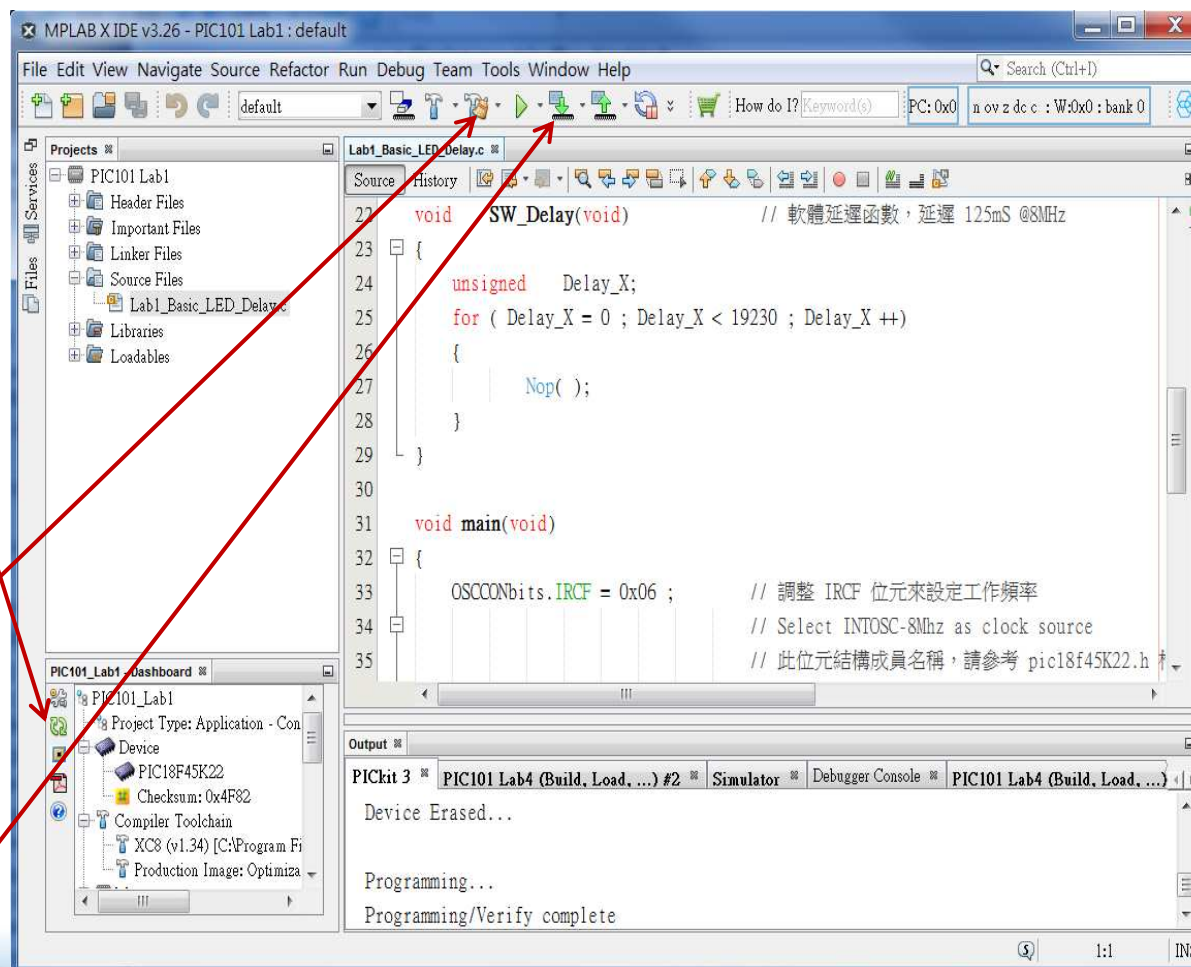 MPLAB X IDE v3.26 - PIC101 Lab1 : default
File Edit View Navigate Source Refactor Run Debug Team Tools Window Help
Search (Ctrl+I)
default
How do I?
Keyword(s)
PC: 0x0
n ov z dc c : W:0x0 : bank 0
Services
Files
Projects
PIC101 Lab1
Header Files
Important Files
Linker Files
Source Files
Lab1_Basic_LED_Delay.c
Libraries
Loadables
Lab1_Basic_LED_Delay.c
Source History
22 void SW_Delay(void) // 軟體延遲函數，延遲 125mS @8MHz
23 {
24 unsigned Delay_X;
25 for ( Delay_X = 0 ; Delay_X < 19230 ; Delay_X ++)
26 {
27 Nop( );
28 }
29 }
30
31 void main(void)
32 {
33 OSCCONbits.IRCF = 0x06 ; // 調整 IRCF 位元來設定工作頻率
34 // Select INTOSC-8Mhz as clock source
35 // 此位元結構成員名稱，請參考 pic18f45K22.h
PIC101_Lab1 - Dashboard
PIC101_Lab1
Project Type: Application - Con
Device
PIC18F45K22
Checksum: 0x4F82
Compiler Toolchain
XC8 (v1.34) [C:\Program Fi
Production Image: Optimiza
Output
PICkit 3
PIC101 Lab4 (Build, Load, ...) #2
Simulator
Debugger Console
PIC101 Lab4 (Build, Load, ...)
Device Erased...
Programming...
Programming/Verify complete
1:1
IN